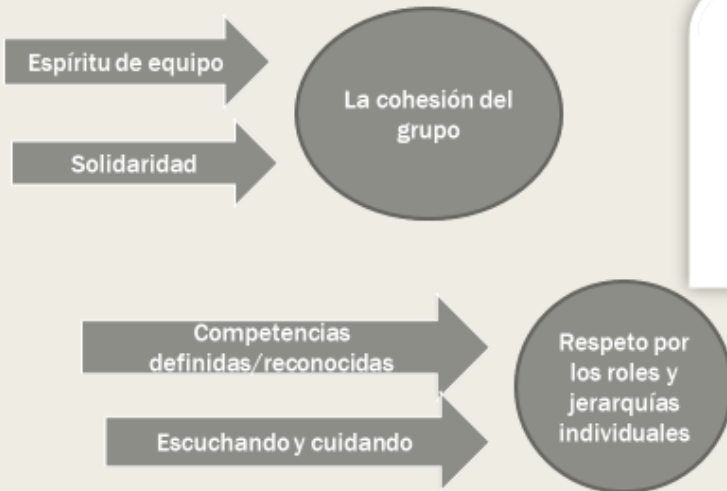 Espíritu de equipo
La cohesión del
grupo
Solidaridad
Competencias
definidas/reconocidas
Respeto por
los roles y
jerarquías
individuales
Escuchando y cuidando